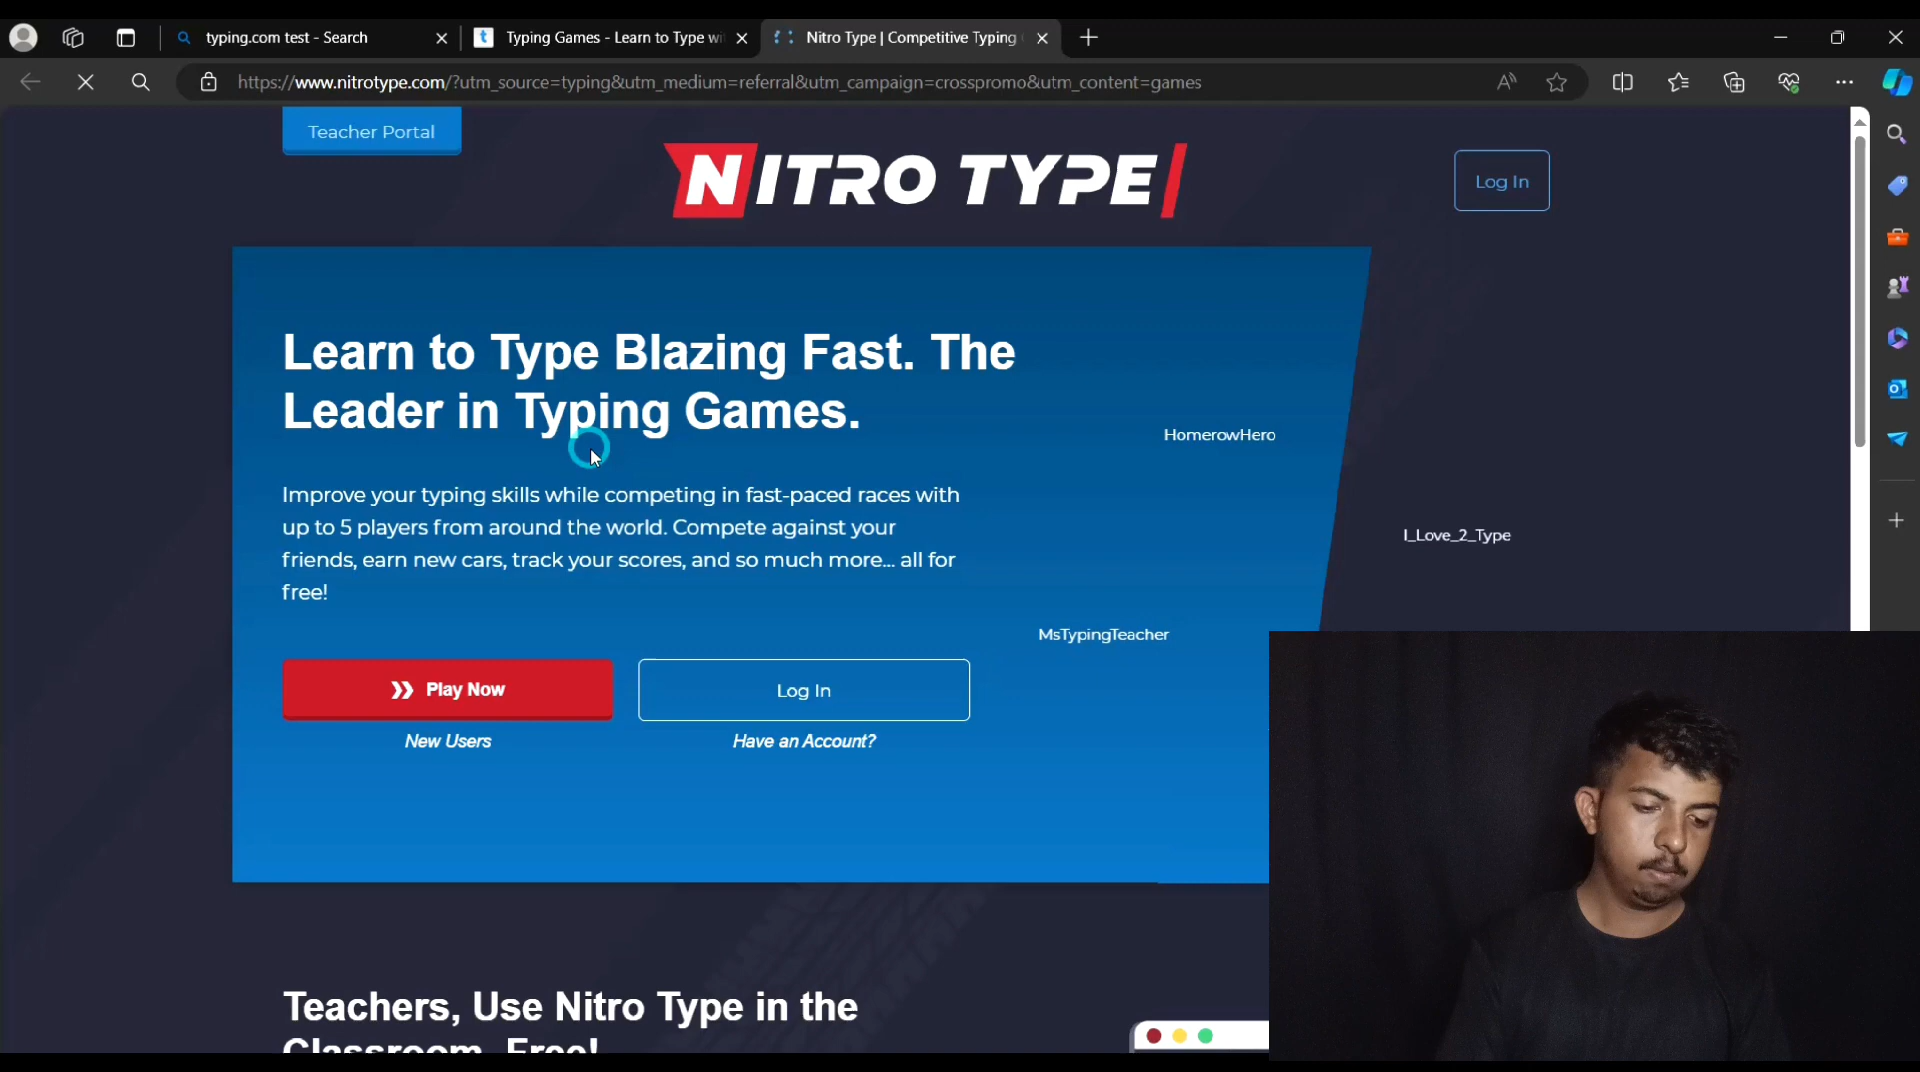 typing.com test - Search
Typing Games - Learn to Type wi
Nitro Type | Competitive Typing
https://www.nitrotype.com/?utm_source=typing&utm_medium=referral&utm_campaign=crosspromo&utm_content=games
Teacher Portal
NITRO TYPE
Log In
Learn to Type Blazing Fast. The
Leader in Typing Games.
HomerowHero
Improve your typing skills while competing in fast-paced races with
up to 5 players from around the world. Compete against your
friends, earn new cars, track your scores, and so much more... all for
free!
I_Love_2_Type
MsTypingTeacher
Play Now
Log In
New Users
Have an Account?
Teachers, Use Nitro Type in the
Classroom, Free!